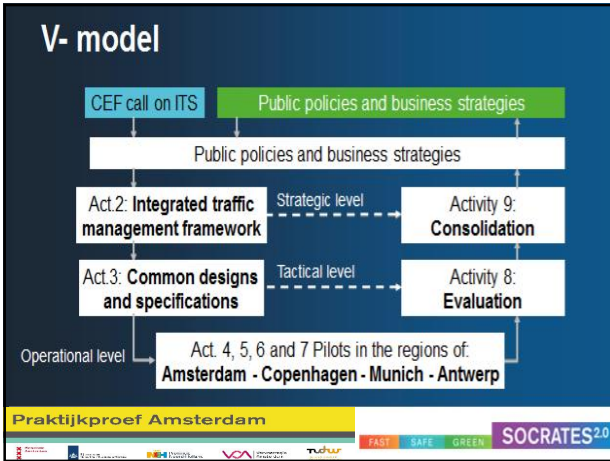 V- model
CEF call on ITS
Public policies and business strategies
Public policies and business strategies
Act.2: Integrated traffic
management framework
Strategic level
Activity 9:
Consolidation
Act.3: Common designs
and specifications
Tactical level
Activity 8:
Evaluation
Operational level
Act. 4, 5, 6 and 7 Pilots in the regions of:
Amsterdam - Copenhagen - Munich - Antwerp
Praktijkproef Amsterdam
FAST SAFE GREEN SOCRATES2.0